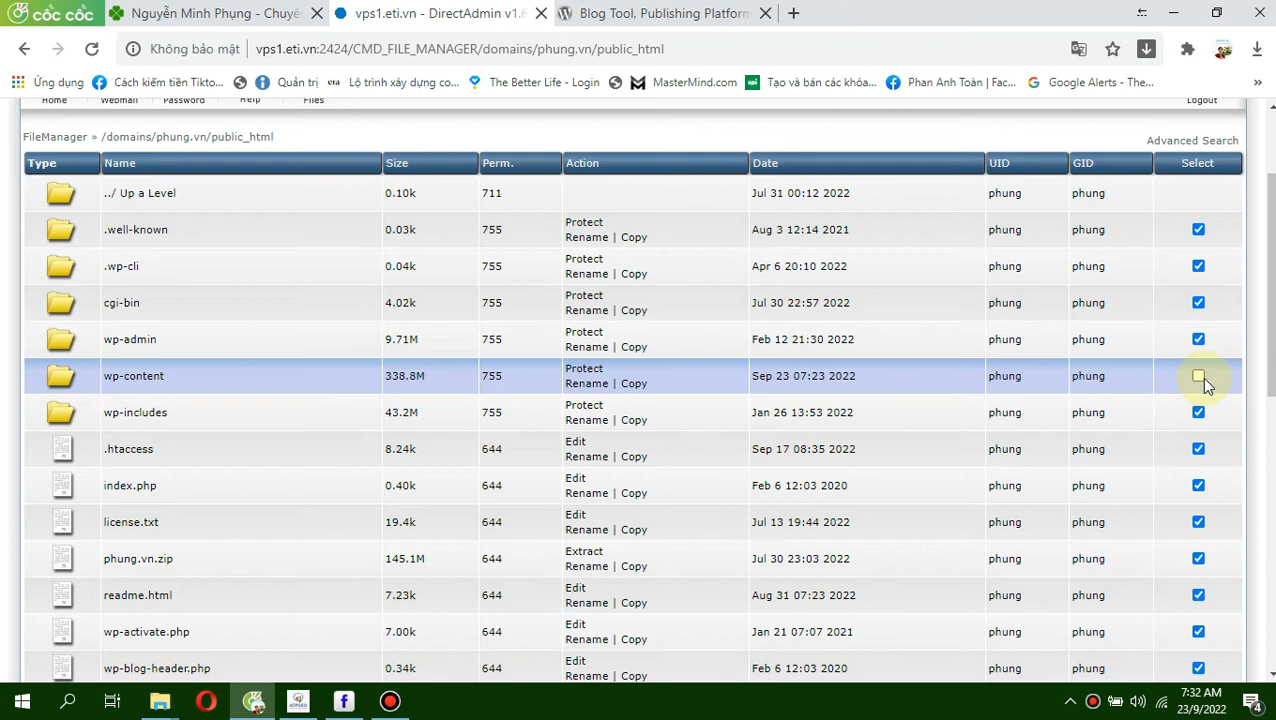 cốc cốc Nguyễn Minh Phụng - Chuyê vps1.eti.vn - DirectAdmin v1.6 Blog Tool, Publishing Platform
Không bảo mật vps1.eti.vn:2424/CMD_FILE_MANAGER/domains/phung.vn/public_html
Ứng dụng Cách kiếm tiền Tikto... Quản trị eta Lộ trình xây dựng co... The Better Life - Login MasterMind.com spi Tạo và bán các khóa... Phan Anh Toàn | Fac... Google Alerts - The... »
Home Webmail Password Help Files Logout
FileManager » /domains/phung.vn/public_html
Advanced Search
Type Name Size Perm. Action Date UID GID Select
../ Up a Level 0.10k 711 Jul 31 00:12 2022 phung phung
.well-known 0.03k 755 Protect Rename | Copy Aug 3 12:14 2021 phung phung
.wp-cli 0.04k 755 Protect Rename | Copy Apr 6 20:10 2022 phung phung
cgi-bin 4.02k 755 Protect Rename | Copy Jul 30 22:57 2022 phung phung
wp-admin 9.71M 755 Protect Rename | Copy Feb 12 21:30 2022 phung phung
wp-content 338.8M 755 Protect Rename | Copy Sep 23 07:23 2022 phung phung
wp-includes 43.2M 755 Protect Rename | Copy Jan 26 13:53 2022 phung phung
.htaccess 8.24k 644 Edit Rename | Copy Sep 17 08:35 2022 phung phung
index.php 0.40k 644 Edit Rename | Copy Feb 6 12:03 2020 phung phung
license.txt 19.4k 644 Edit Rename | Copy Jul 13 19:44 2022 phung phung
phung.vn.zip 145.1M 644 Extract Rename | Copy Jul 30 23:03 2022 phung phung
readme.html 7.23k 644 Edit Rename | Copy Aug 31 07:23 2022 phung phung
wp-activate.php 7.00k 644 Edit Rename | Copy Jan 21 07:07 2021 phung phung
wp-blog-header.php 0.34k 644 Edit Rename | Copy Feb 6 12:03 2020 phung phung
ATPSEO 7:32 AM
23/9/2022 4